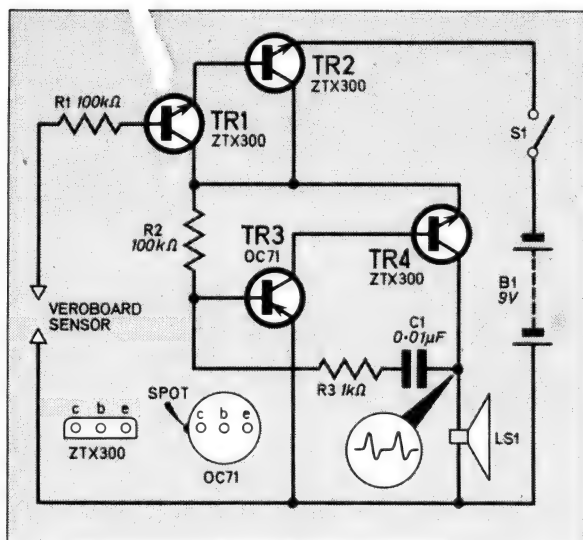 TR2
ZTX300
R1 100kΩ
TR1
ZTX300
S1
R2
100kΩ
TR3
OC71
TR4
ZTX300
B1
9V
VEROBOARD
SENSOR
C1
0·01µF
R3 1kΩ
SPOT
c b e
ZTX300
c b e
OC71
LS1